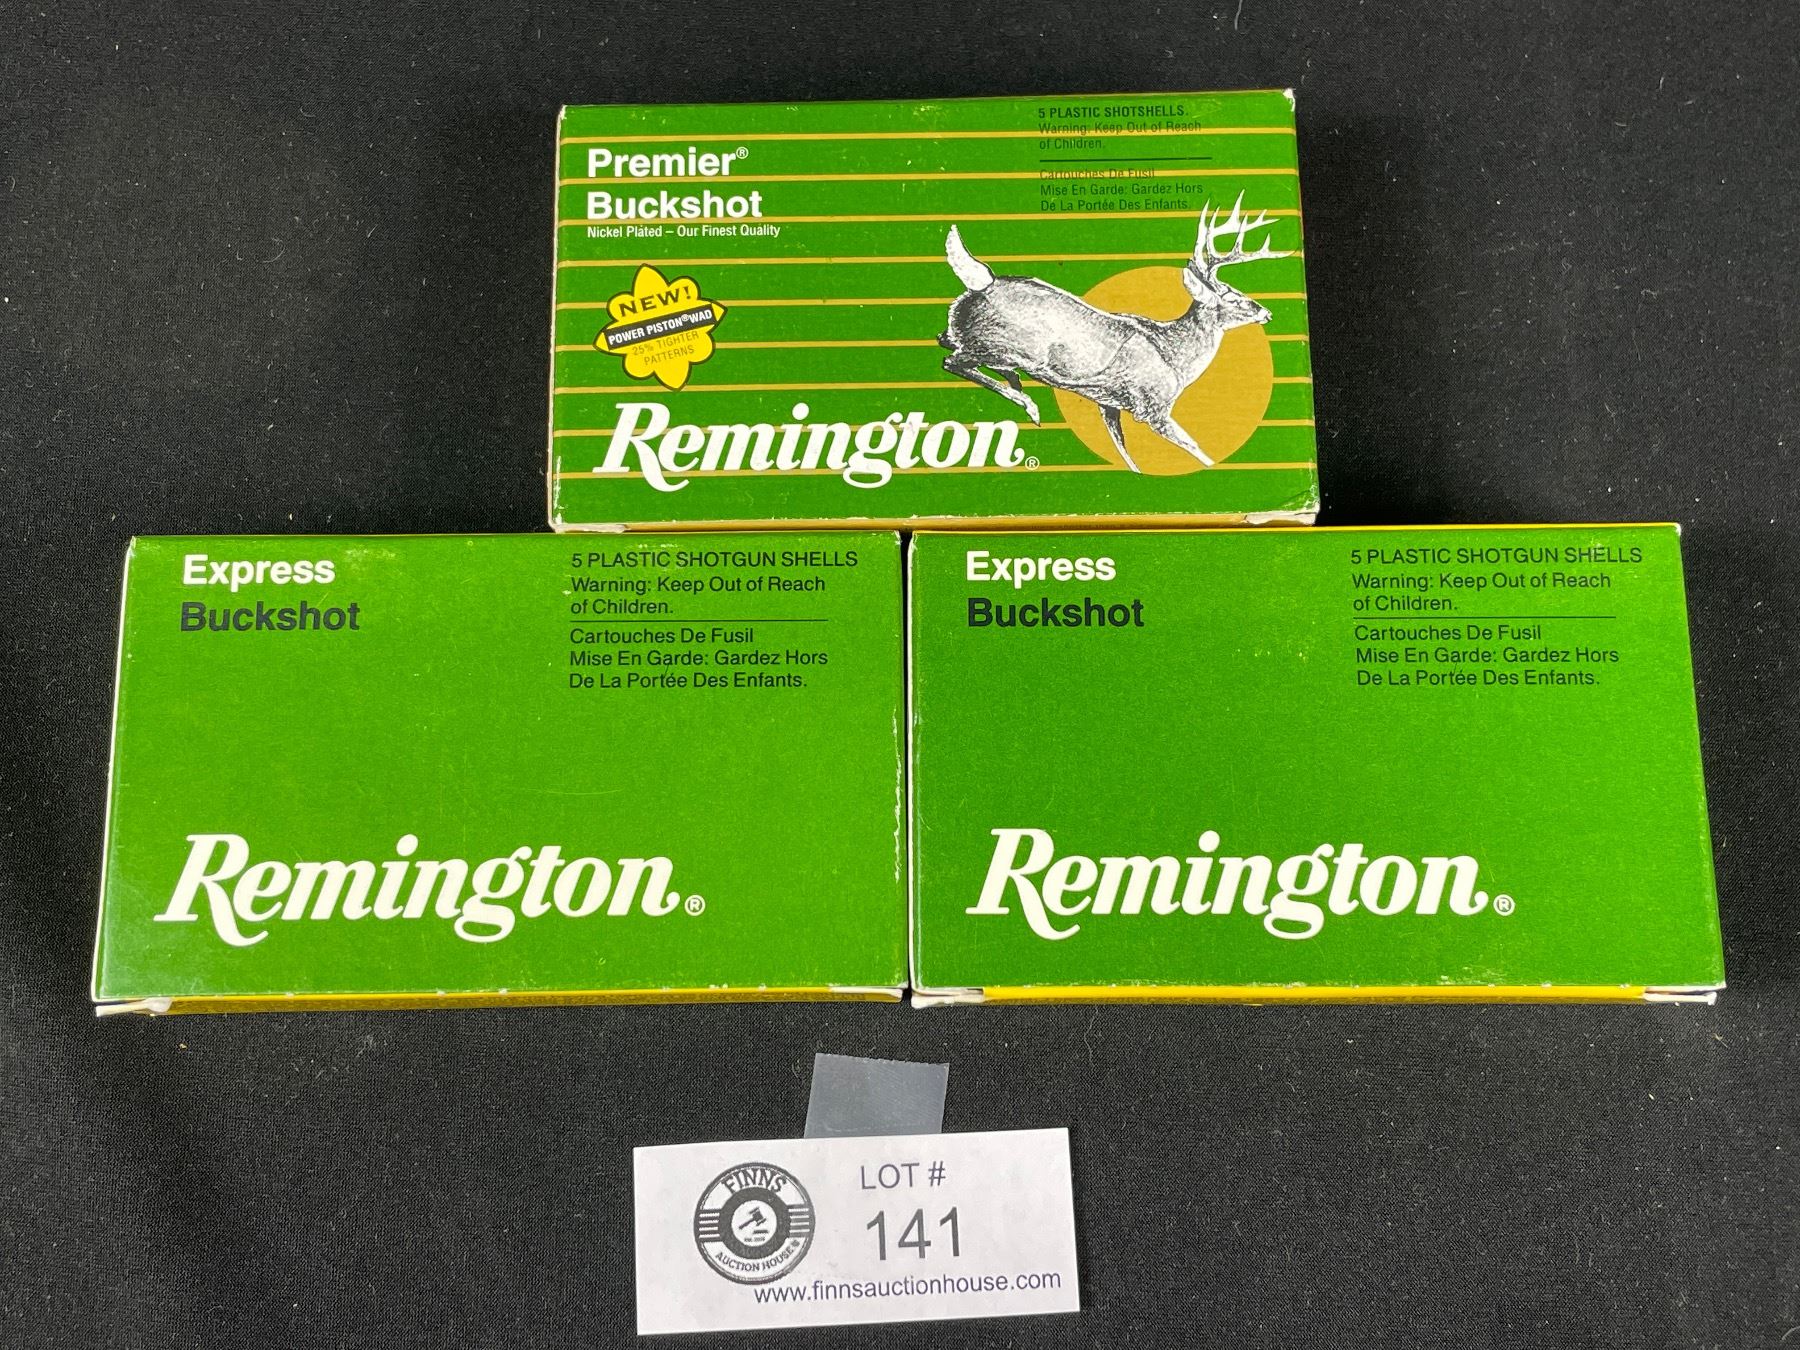 Premier®
Buckshot
Nickel Plated – Our Finest Quality
5 PLASTIC SHOTSHELLS.
Warning: Keep Out of Reach
of Children.
Cartouches De Fusil
Mise En Garde: Gardez Hors
De La Portée Des Enfants.
NEW!
POWER PISTON® WAD
25% TIGHTER
PATTERNS
Remington®
Express
Buckshot
5 PLASTIC SHOTGUN SHELLS
Warning: Keep Out of Reach
of Children.
Cartouches De Fusil
Mise En Garde: Gardez Hors
De La Portée Des Enfants.
Remington®
Express
Buckshot
5 PLASTIC SHOTGUN SHELLS
Warning: Keep Out of Reach
of Children.
Cartouches De Fusil
Mise En Garde: Gardez Hors
De La Portée Des Enfants.
Remington®
FINNS
AUCTION HOUSE
LOT #
141
www.finnsauctionhouse.com